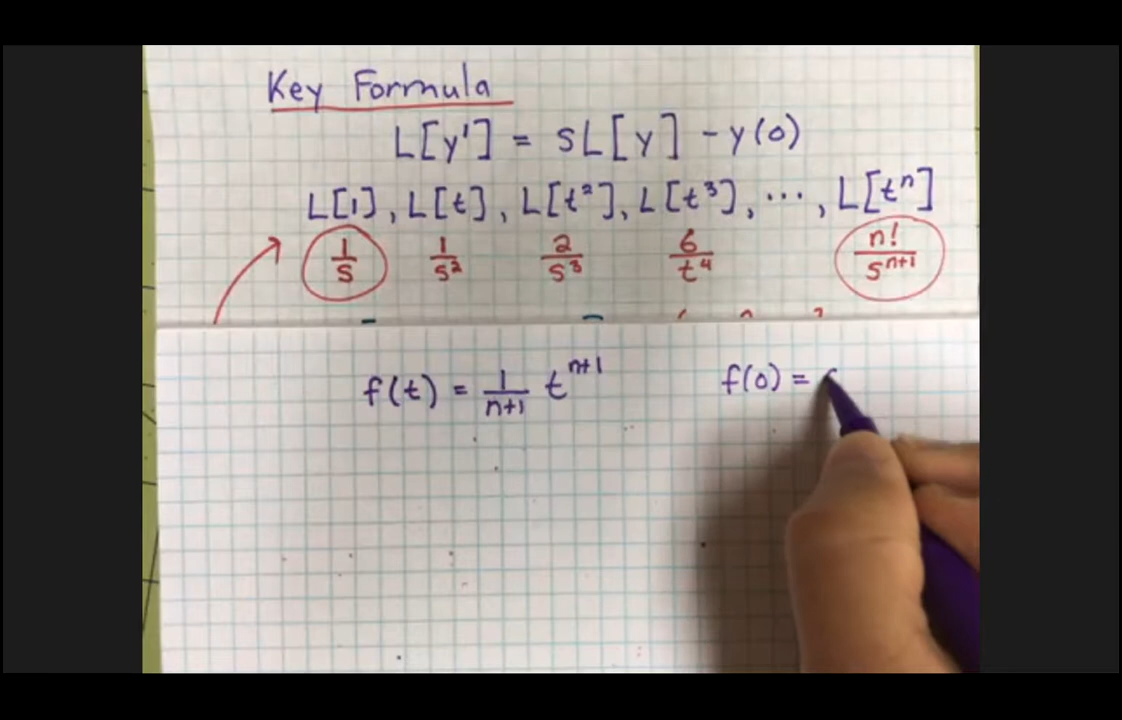 Key Formula
L[y'] = sL[y] - y(0)
L[1], L[t], L[t²], L[t³], ..., L[tⁿ]
1/s 1/s² 2/s³ 6/t⁴ n!/sⁿ⁺¹
f(t) = 1/(n+1) tⁿ⁺¹ f(0) =